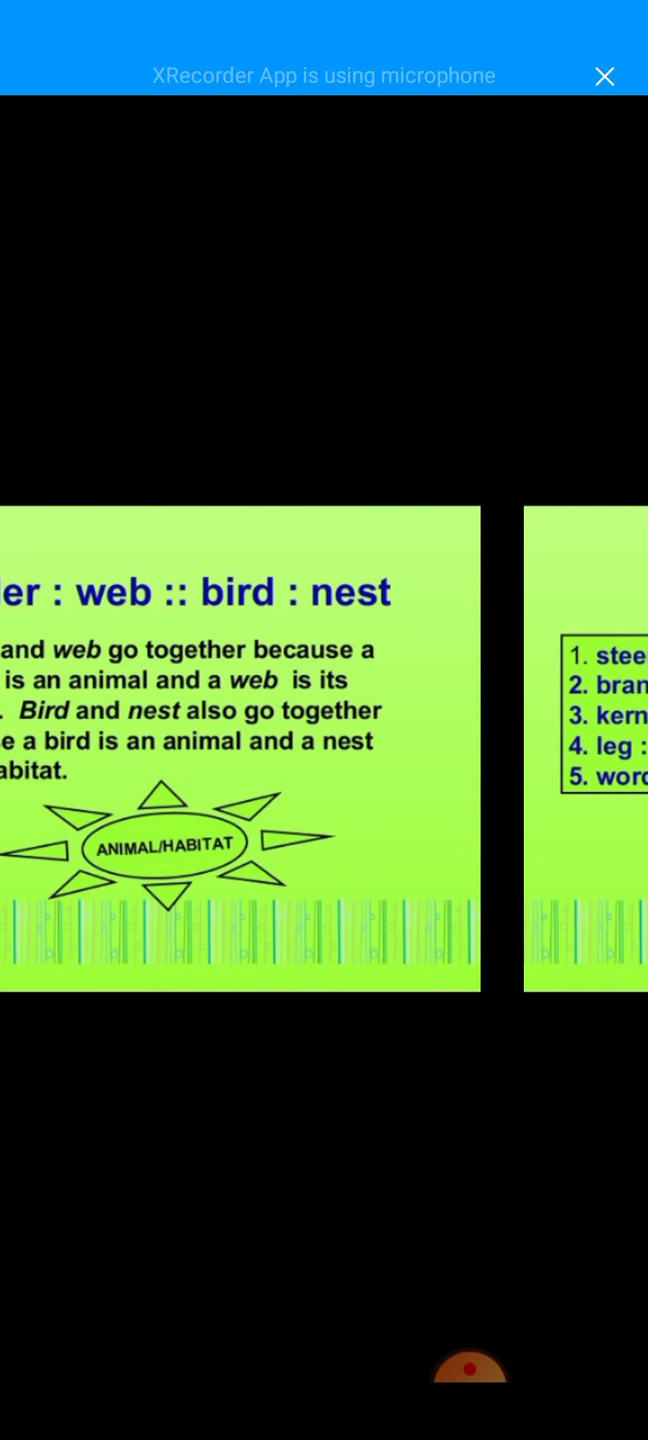 XRecorder App is using microphone
er : web :: bird : nest
and web go together because a
is an animal and a web is its
. Bird and nest also go together
e a bird is an animal and a nest
abitat.
ANIMAL/HABITAT
1. stee
2. bran
3. kern
4. leg :
5. word